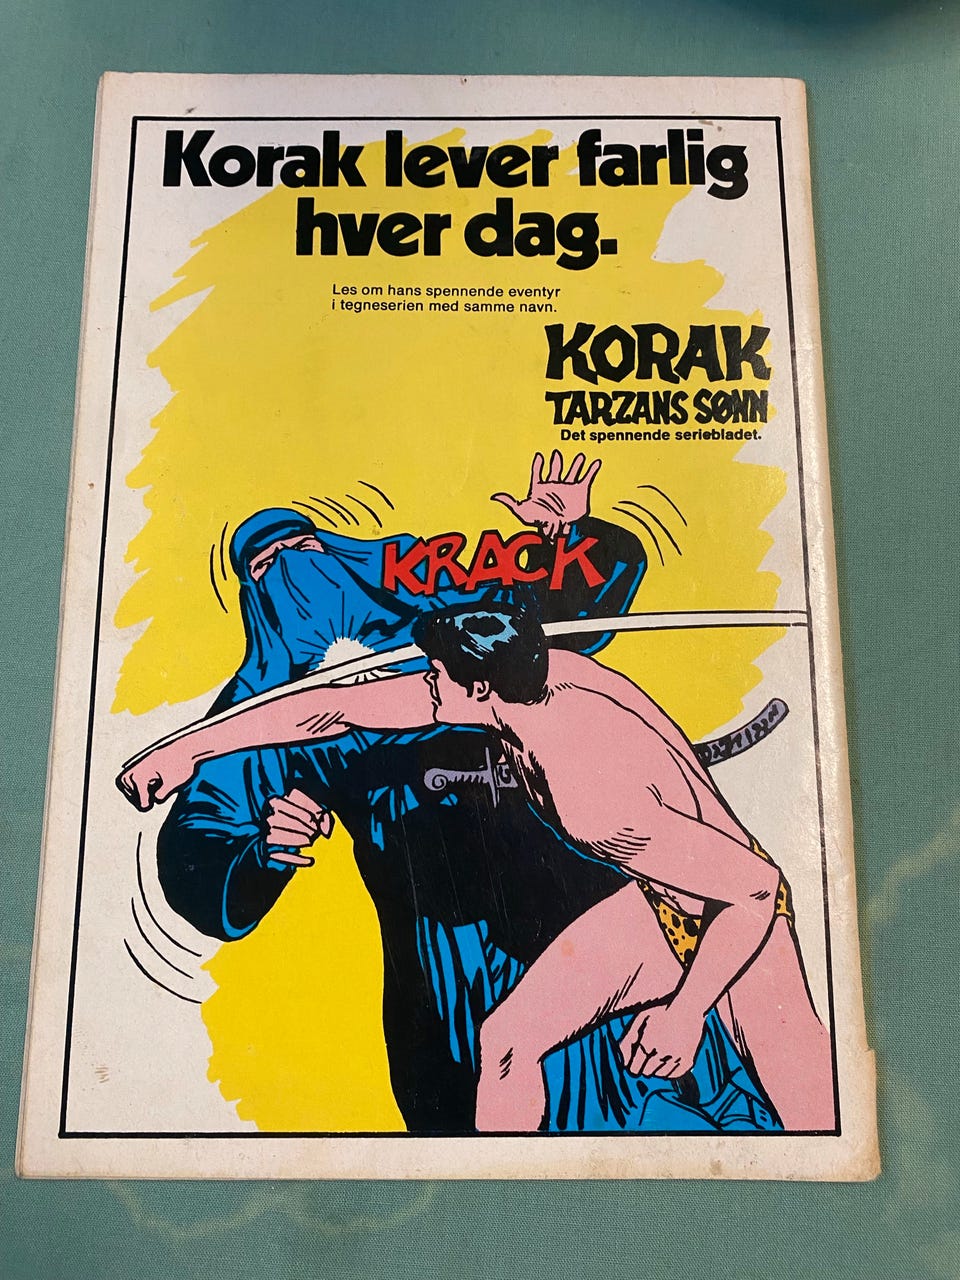 Korak lever farlig
hver dag.
Les om hans spennende eventyr
i tegneserien med samme navn.
KORAK
TARZANS SØNN
Det spennende seriebladet.
KRACK